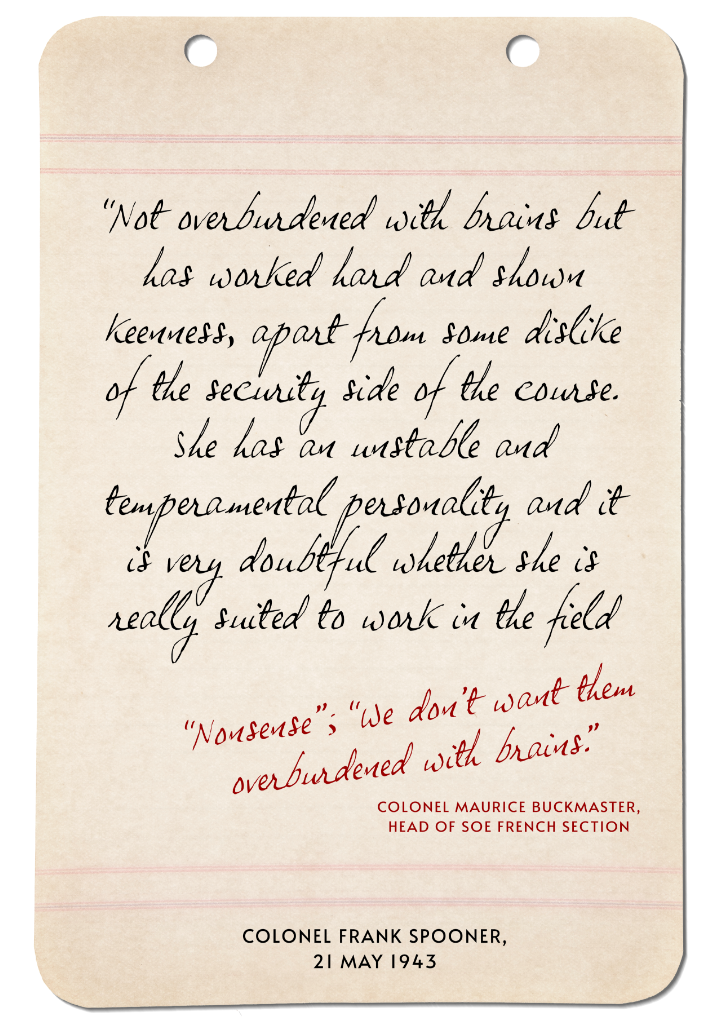 “Not overburdened with brains but
has worked hard and shown
keenness, apart from some dislike
of the security side of the course.
She has an unstable and
temperamental personality and it
is very doubtful whether she is
really suited to work in the field
“Nonsense”; “We don’t want them
overburdened with brains.”
COLONEL MAURICE BUCKMASTER,
HEAD OF SOE FRENCH SECTION
COLONEL FRANK SPOONER,
21 MAY 1943